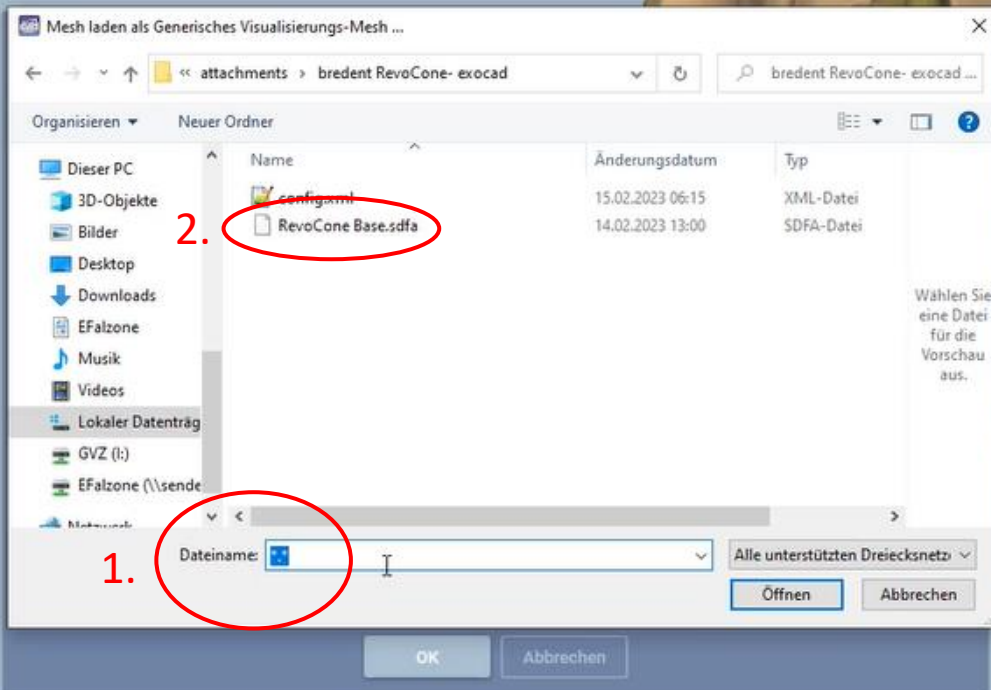 Mesh laden als Generisches Visualisierungs-Mesh ...
« attachments › bredent RevoCone- exocad
bredent RevoCone- exocad ...
Organisieren
Neuer Ordner
Name
Änderungsdatum
Typ
Dieser PC
3D-Objekte
Bilder
Desktop
Downloads
EFalzone
Musik
Videos
Lokaler Datenträg
GVZ (I:)
EFalzone (\\sende
Netzwerk
config.xml
15.02.2023 06:15
XML-Datei
2.
RevoCone Base.sdfa
14.02.2023 13:00
SDFA-Datei
Wählen Sie
eine Datei
für die
Vorschau
aus.
1.
Dateiname:
*.*
Alle unterstützten Dreiecksnetz
Öffnen
Abbrechen
OK
Abbrechen